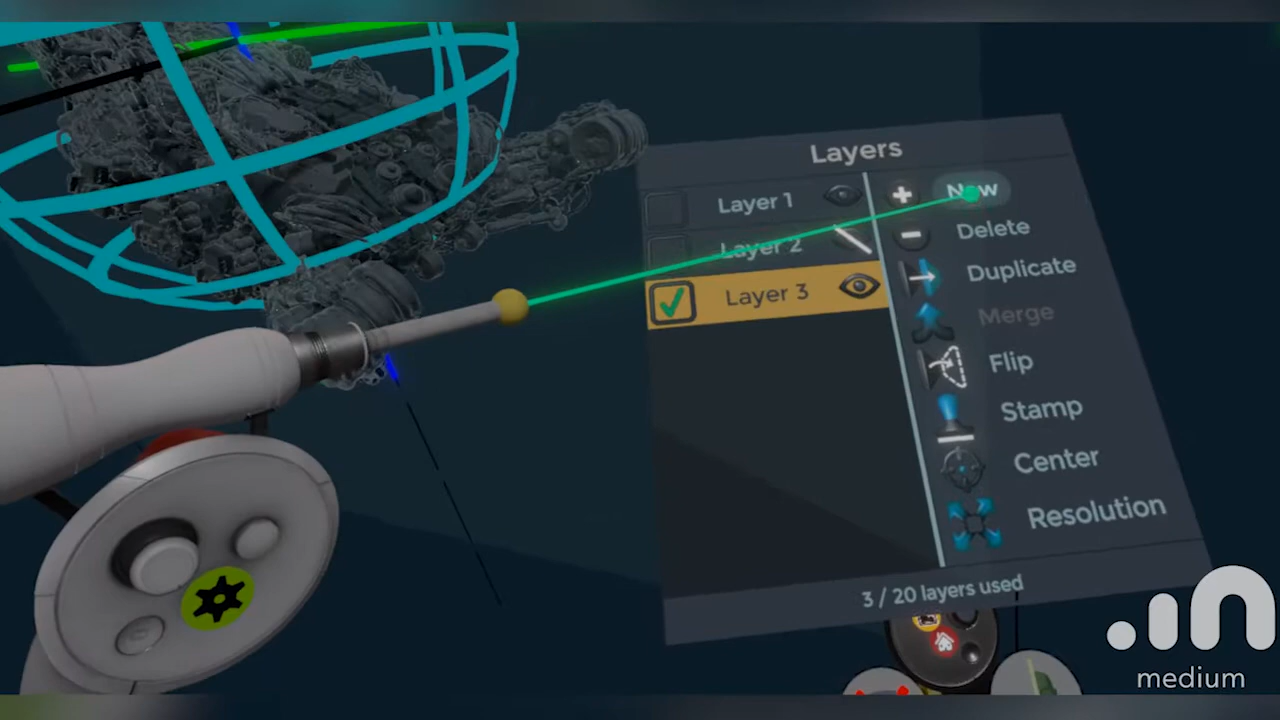 Layers
Layer 1
Layer 2
Layer 3
New
Delete
Duplicate
Merge
Flip
Stamp
Center
Resolution
3 / 20 layers used
medium